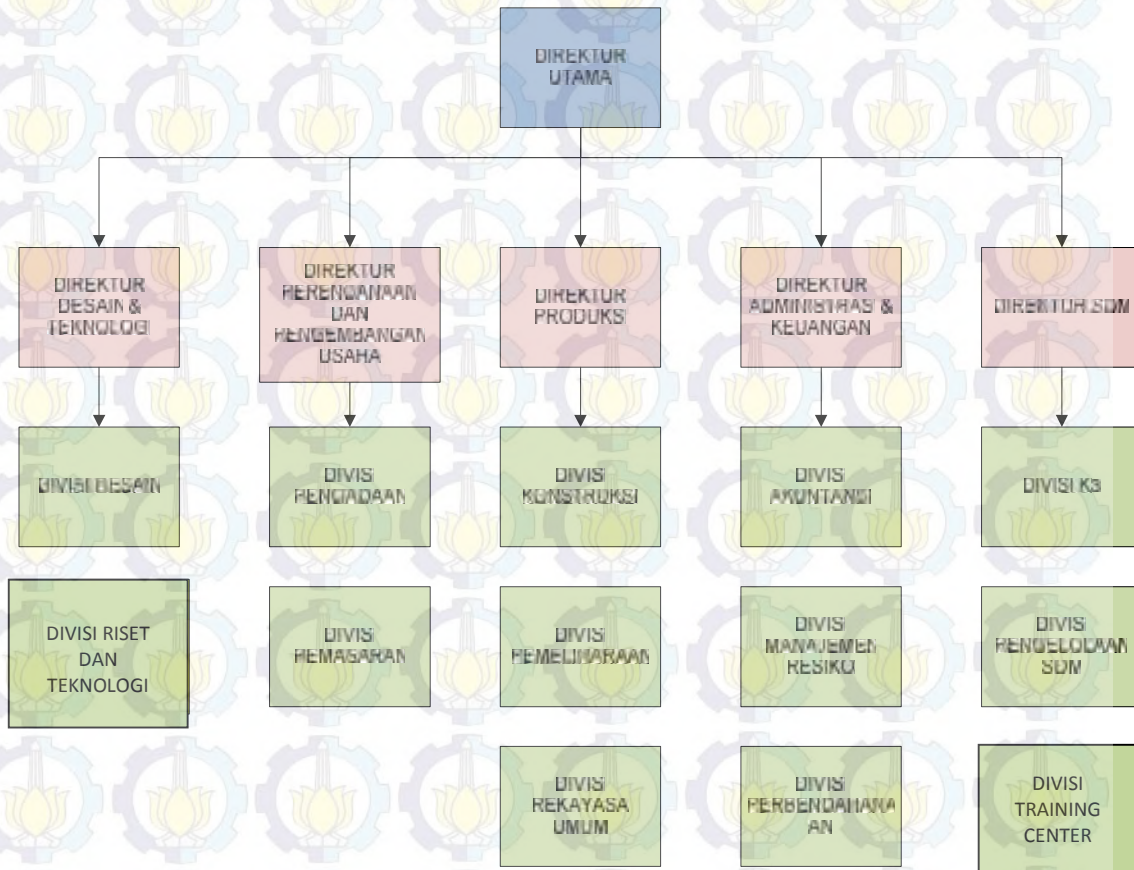 DIREKTUR
UTAMA
DIREKTUR
DESAIN &
TEKNOLOGI
DIREKTUR
PERENCANAAN
DAN
PENGEMBANGAN
USAHA
DIREKTUR
PRODUKSI
DIREKTUR
ADMINISTRASI &
KEUANGAN
DIREKTUR SDM
DIVISI DESAIN
DIVISI
PENGADAAN
DIVISI
KONSTRUKSI
DIVISI
AKUNTANSI
DIVISI K3
DIVISI RISET
DAN
TEKNOLOGI
DIVISI
PEMASARAN
DIVISI
PEMELIHARAAN
DIVISI
MANAJEMEN
RESIKO
DIVISI
PENGELOLAAN
SDM
DIVISI
REKAYASA
UMUM
DIVISI
PERBENDAHARA
AN
DIVISI
TRAINING
CENTER